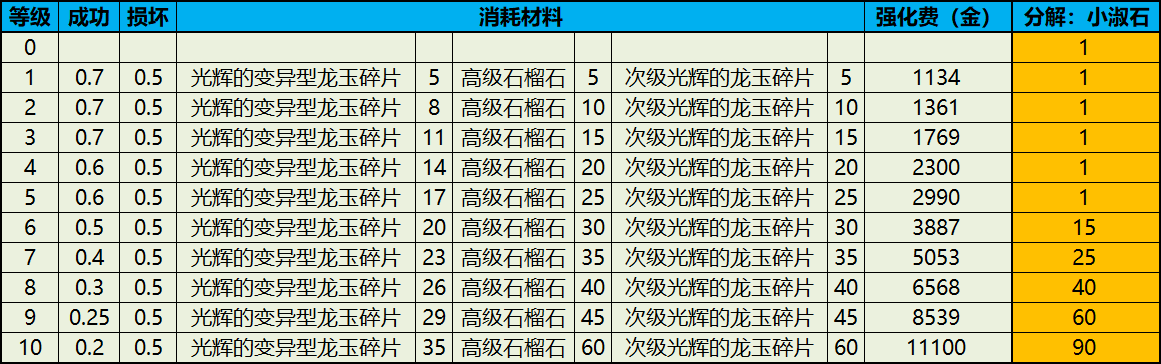 等级 成功 损坏 消耗材料 强化费（金） 分解：小淑石
0 1
1 0.7 0.5 光辉的变异型龙玉碎片 5 高级石榴石 5 次级光辉的龙玉碎片 5 1134 1
2 0.7 0.5 光辉的变异型龙玉碎片 8 高级石榴石 10 次级光辉的龙玉碎片 10 1361 1
3 0.7 0.5 光辉的变异型龙玉碎片 11 高级石榴石 15 次级光辉的龙玉碎片 15 1769 1
4 0.6 0.5 光辉的变异型龙玉碎片 14 高级石榴石 20 次级光辉的龙玉碎片 20 2300 1
5 0.6 0.5 光辉的变异型龙玉碎片 17 高级石榴石 25 次级光辉的龙玉碎片 25 2990 1
6 0.5 0.5 光辉的变异型龙玉碎片 20 高级石榴石 30 次级光辉的龙玉碎片 30 3887 15
7 0.4 0.5 光辉的变异型龙玉碎片 23 高级石榴石 35 次级光辉的龙玉碎片 35 5053 25
8 0.3 0.5 光辉的变异型龙玉碎片 26 高级石榴石 40 次级光辉的龙玉碎片 40 6568 40
9 0.25 0.5 光辉的变异型龙玉碎片 29 高级石榴石 45 次级光辉的龙玉碎片 45 8539 60
10 0.2 0.5 光辉的变异型龙玉碎片 35 高级石榴石 60 次级光辉的龙玉碎片 60 11100 90